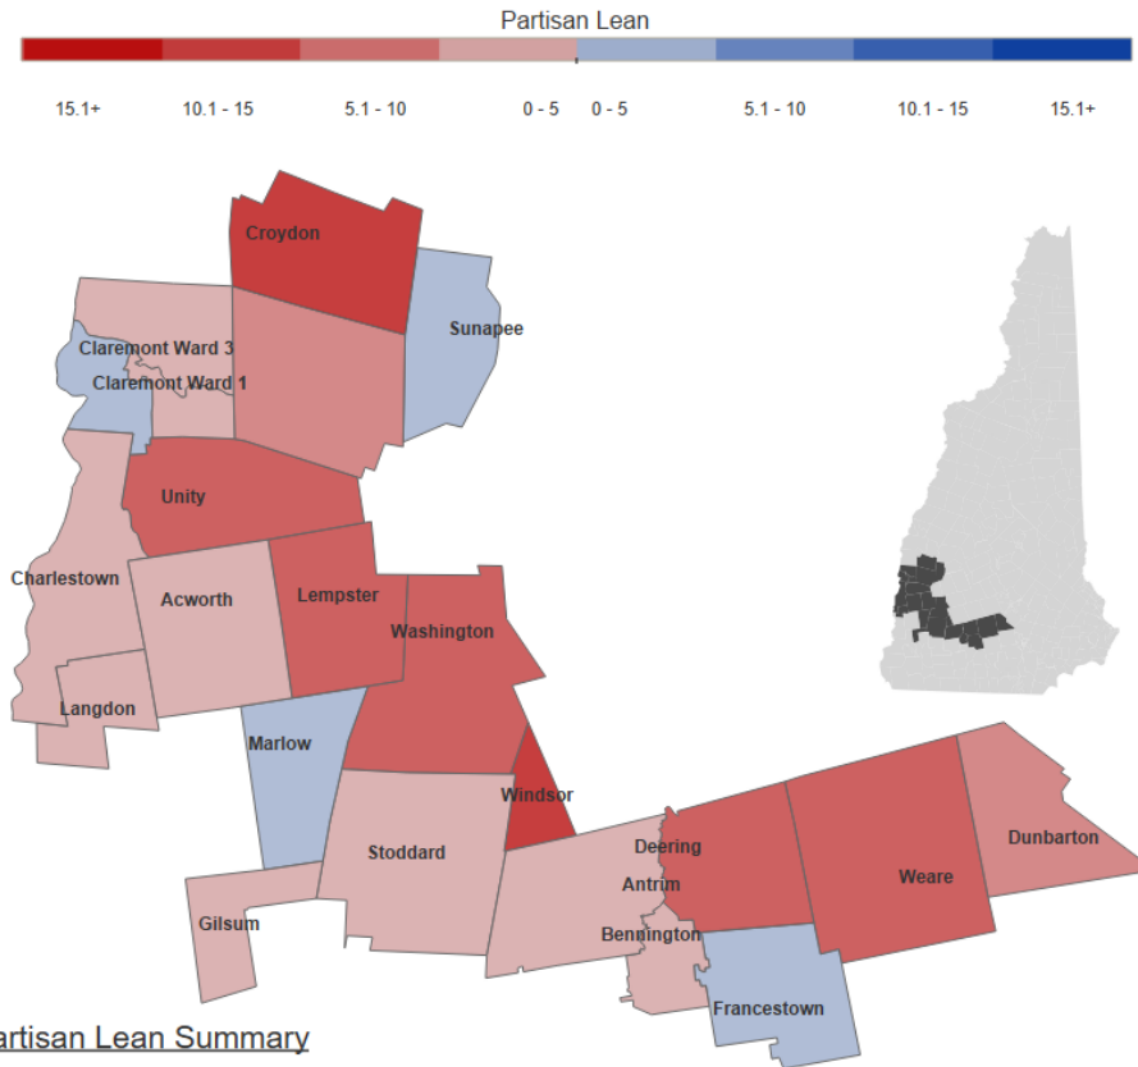 Partisan Lean
15.1+ 10.1 - 15 5.1 - 10 0 - 5 0 - 5 5.1 - 10 10.1 - 15 15.1+
Croydon
Sunapee
Claremont Ward 3
Claremont Ward 1
Unity
Charlestown
Acworth
Lempster
Washington
Langdon
Marlow
Windsor
Stoddard
Deering
Dunbarton
Weare
Antrim
Gilsum
Bennington
Francestown
artisan Lean Summary